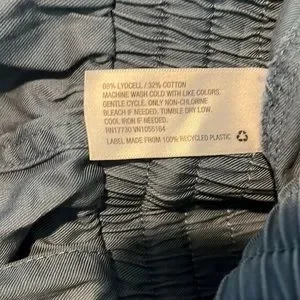 68% LYOCELL / 32% COTTON
MACHINE WASH COLD WITH LIKE COLORS.
GENTLE CYCLE. ONLY NON-CHLORINE
BLEACH IF NEEDED. TUMBLE DRY LOW.
COOL IRON IF NEEDED.
RN17730 VN1055164
LABEL MADE FROM 100% RECYCLED PLASTIC